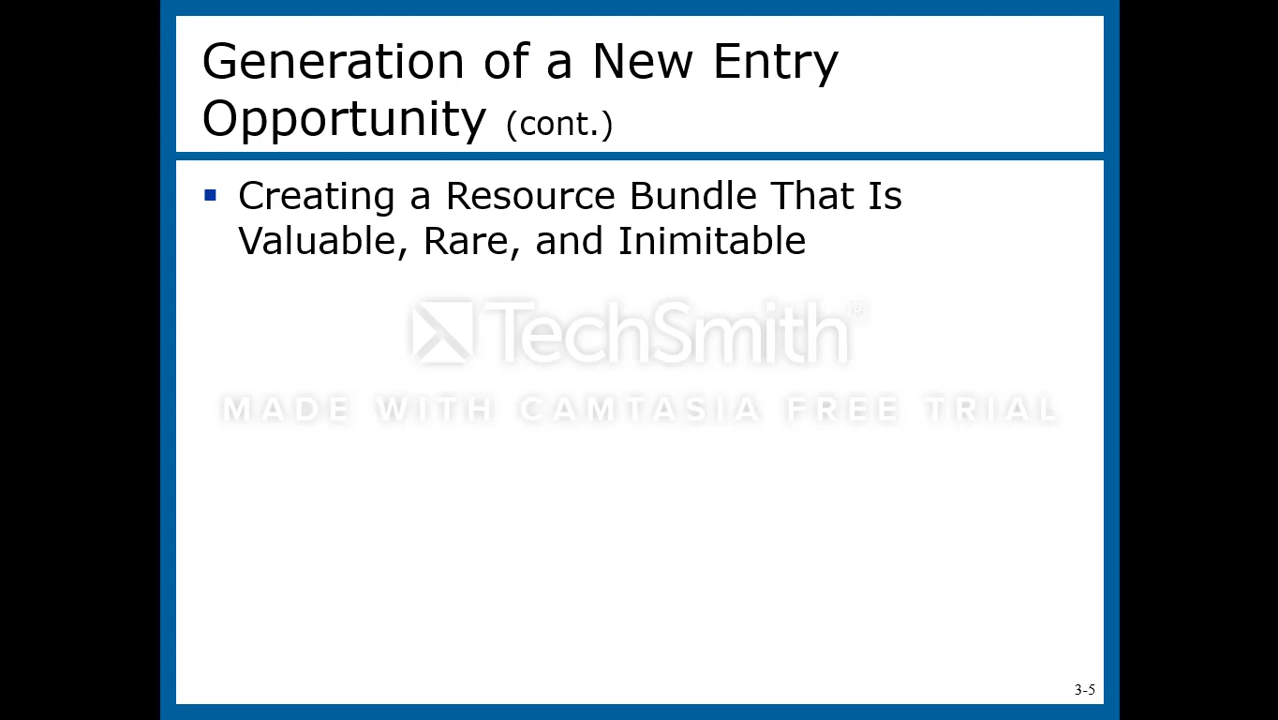 Generation of a New Entry
Opportunity (cont.)
▪ Creating a Resource Bundle That Is
Valuable, Rare, and Inimitable
TechSmith®
MADE WITH CAMTASIA FREE TRIAL
3-5